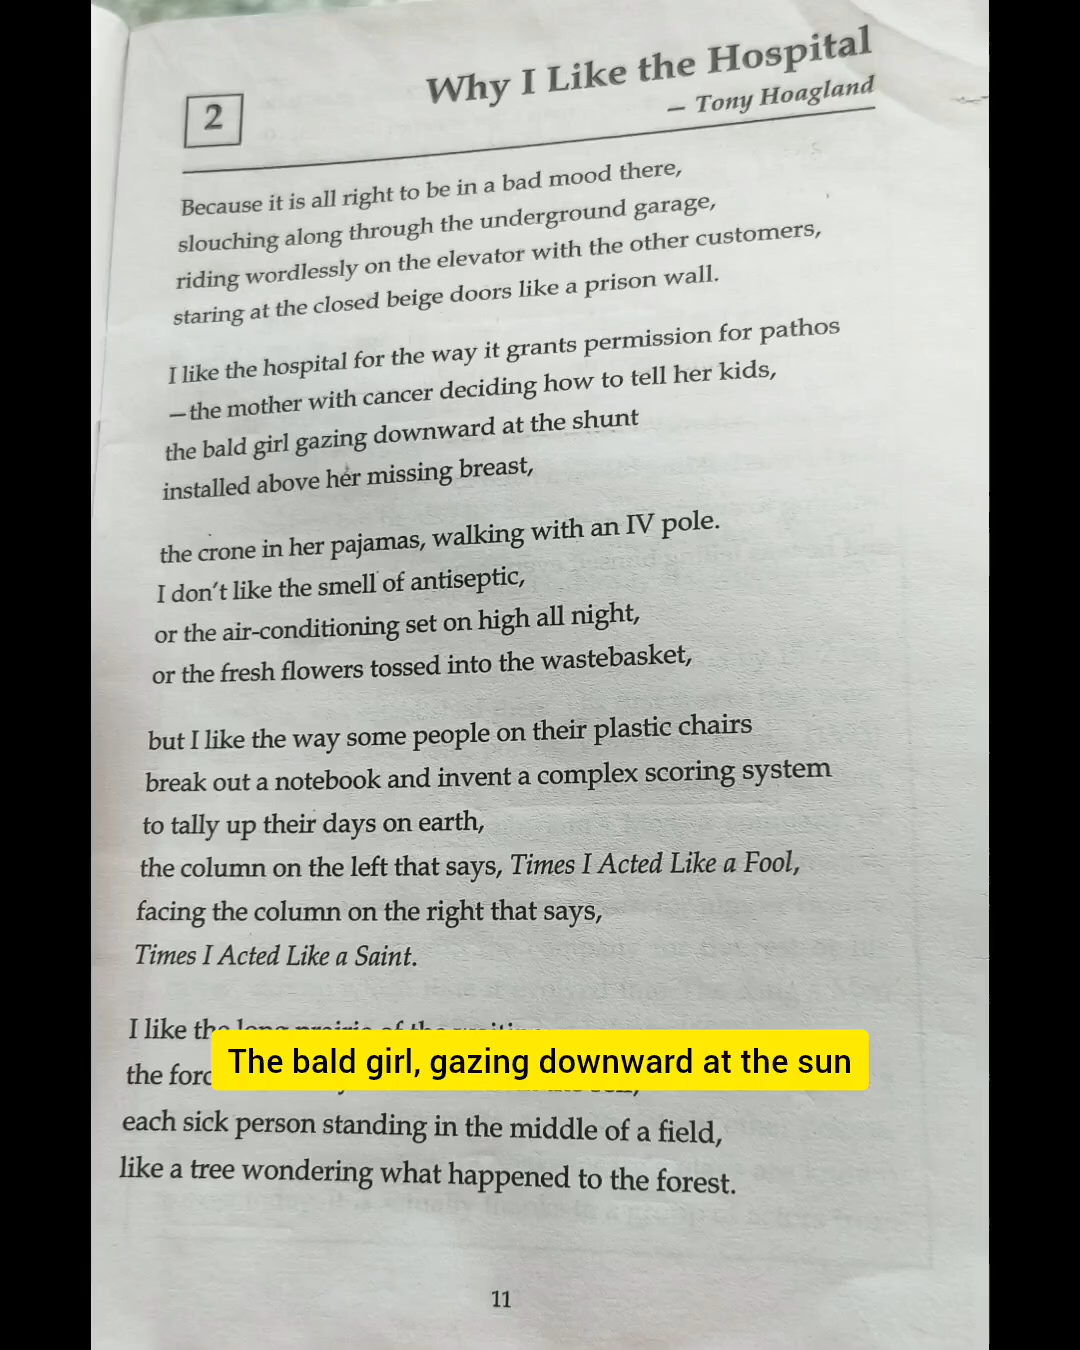 2
Why I Like the Hospital
– Tony Hoagland
Because it is all right to be in a bad mood there,
slouching along through the underground garage,
riding wordlessly on the elevator with the other customers,
staring at the closed beige doors like a prison wall.
I like the hospital for the way it grants permission for pathos
–the mother with cancer deciding how to tell her kids,
the bald girl gazing downward at the shunt
installed above her missing breast,
the crone in her pajamas, walking with an IV pole.
I don't like the smell of antiseptic,
or the air-conditioning set on high all night,
or the fresh flowers tossed into the wastebasket,
but I like the way some people on their plastic chairs
break out a notebook and invent a complex scoring system
to tally up their days on earth,
the column on the left that says, Times I Acted Like a Fool,
facing the column on the right that says,
Times I Acted Like a Saint.
I like the long prairie of the
the
The bald girl, gazing downward at the sun
each sick person standing in the middle of a field,
like a tree wondering what happened to the forest.
11